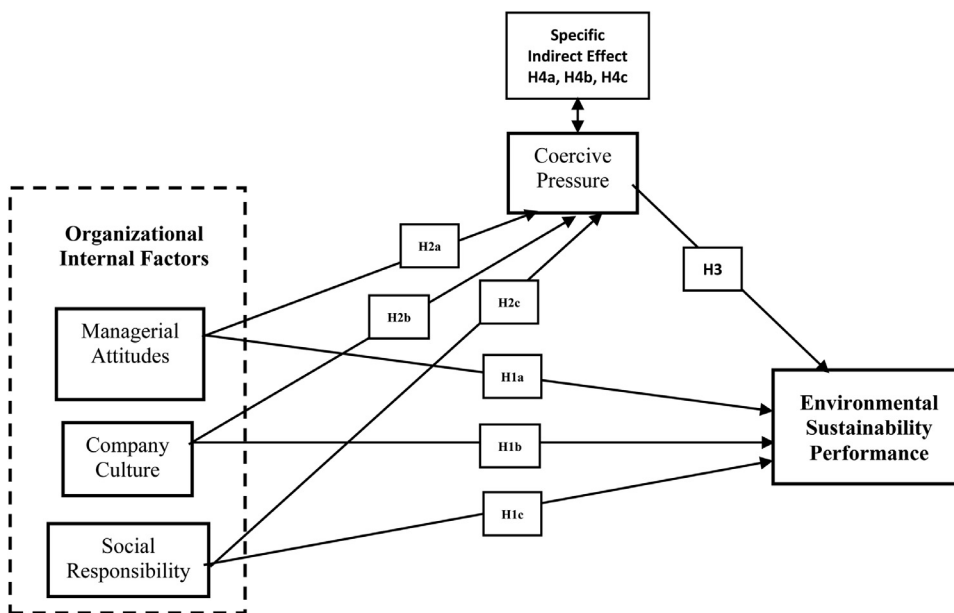 Specific
Indirect Effect
H4a, H4b, H4c
Coercive
Pressure
Organizational
Internal Factors
H2a
H3
H2b
H2c
Managerial
Attitudes
H1a
Environmental
Sustainability
Performance
Company
Culture
H1b
H1c
Social
Responsibility